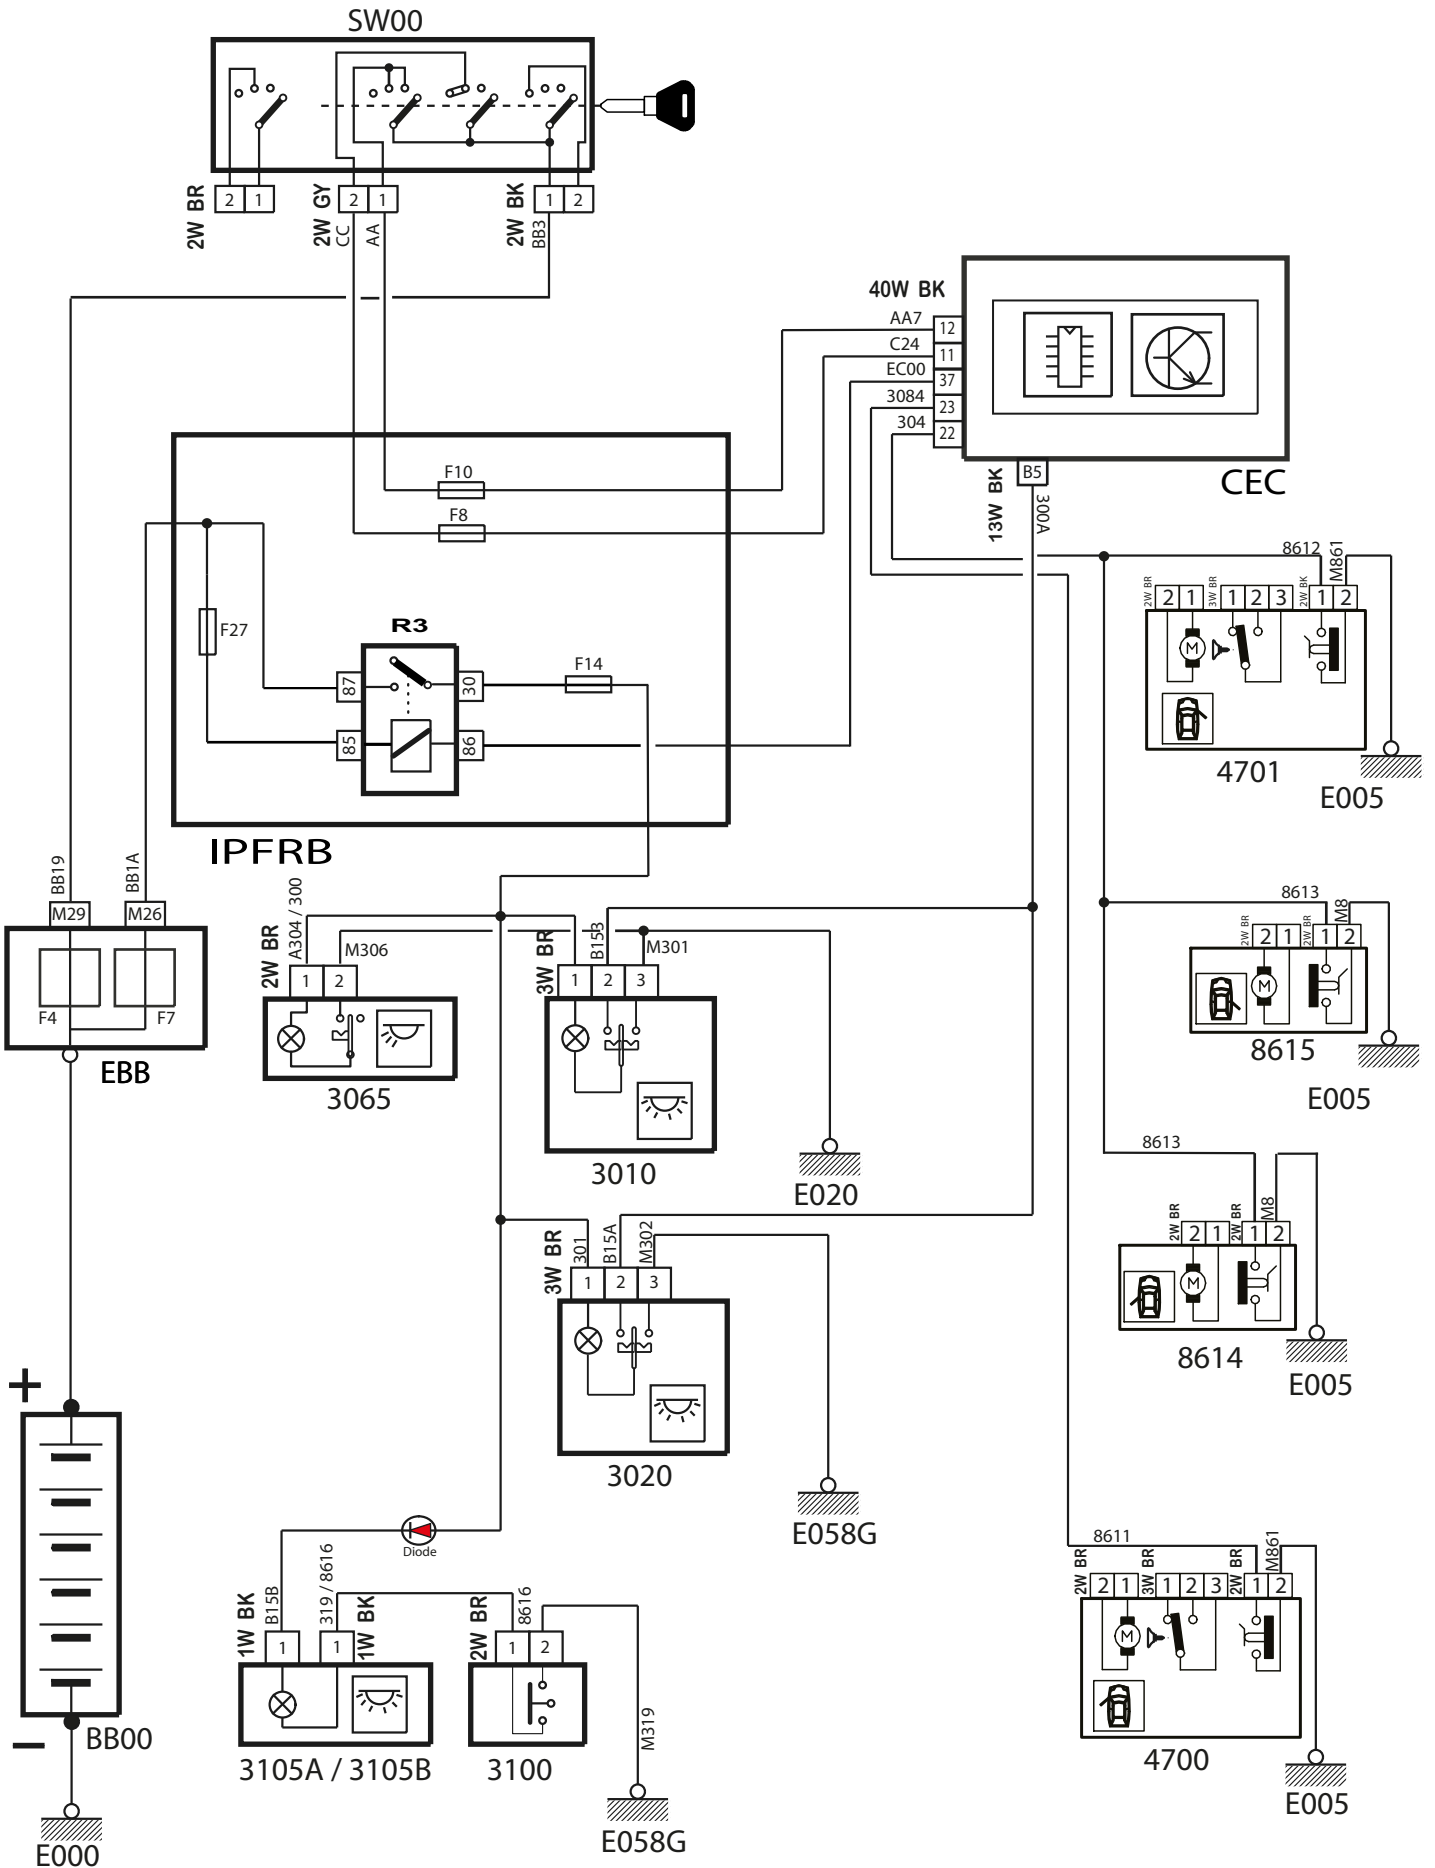 SW00
2W BR
2
1
2W GY
2
1
CC
AA
2W BK
1
2
BB3
40W BK
AA7
12
C24
11
EC00
37
3084
23
304
22
CEC
13W BK
B5
300A
F10
F8
F27
R3
87
30
85
86
F14
IPFRB
BB19
BB1A
M29
M26
F4
F7
EBB
8612
M861
2W BR
2
1
3W BR
1
2
3
2W BK
1
2
M
4701
E005
8613
M8
2W BR
2
1
2W BR
1
2
M
8615
E005
8613
M8
2W BR
2
1
2W BR
1
2
M
8614
E005
2W BR
A304 / 300
M306
1
2
3065
3W BR
B153
M301
1
2
3
3010
E020
3W BR
301
B15A
M302
1
2
3
3020
E058G
+
–
BB00
E000
Diode
1W BK
B15B
319 / 8616
1W BK
1
1
3105A / 3105B
2W BR
8616
1
2
3100
M319
E058G
8611
M861
2W BR
2
1
3W BR
1
2
3
2W BR
1
2
M
4700
E005